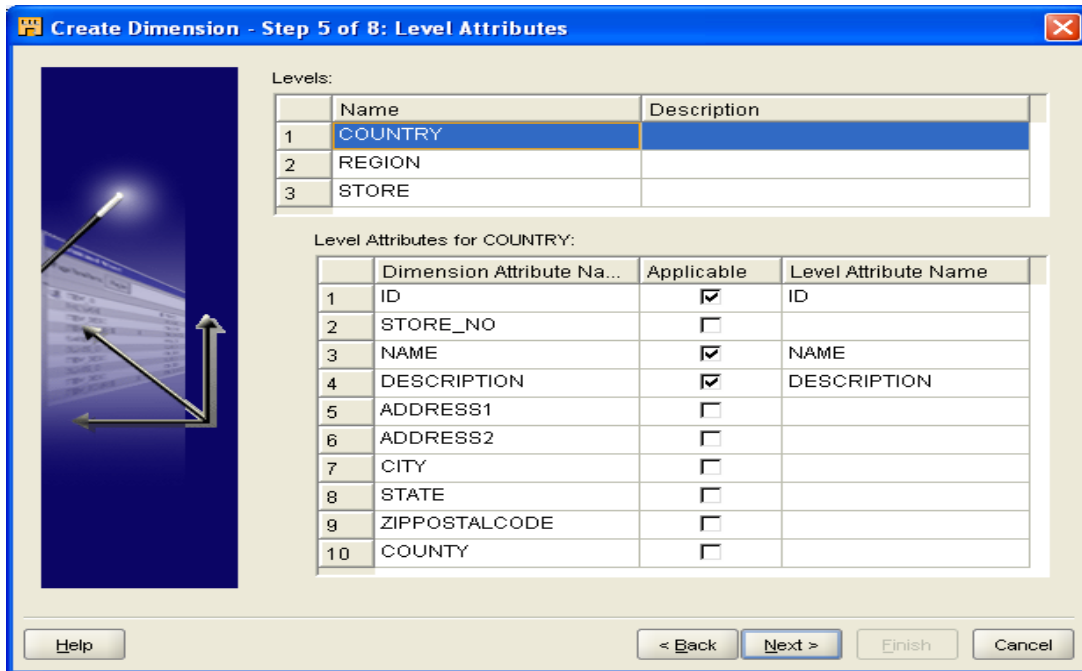 Create Dimension - Step 5 of 8: Level Attributes
Levels:
Name Description
1 COUNTRY
2 REGION
3 STORE
Level Attributes for COUNTRY:
Dimension Attribute Na... Applicable Level Attribute Name
1 ID ID
2 STORE_NO
3 NAME NAME
4 DESCRIPTION DESCRIPTION
5 ADDRESS1
6 ADDRESS2
7 CITY
8 STATE
9 ZIPPOSTALCODE
10 COUNTY
Help < Back Next > Finish Cancel